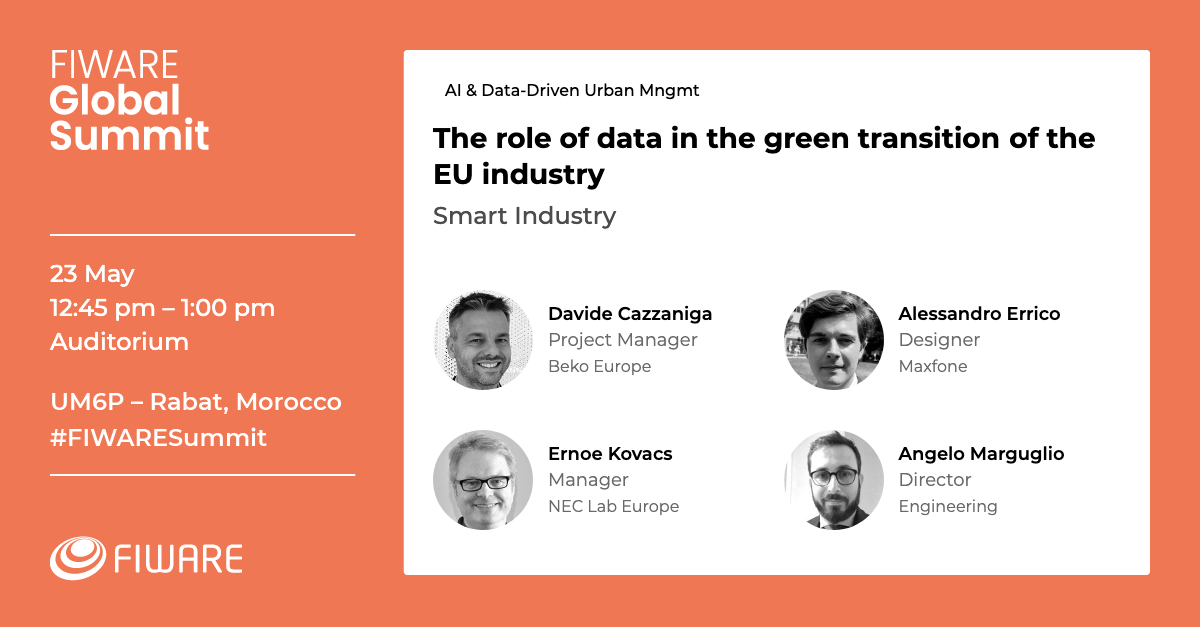 FIWARE
Global
Summit
23 May
12:45 pm – 1:00 pm
Auditorium
UM6P – Rabat, Morocco
#FIWARESummit
FIWARE
AI & Data-Driven Urban Mngmt
The role of data in the green transition of the
EU industry
Smart Industry
Davide Cazzaniga
Project Manager
Beko Europe
Alessandro Errico
Designer
Maxfone
Ernoe Kovacs
Manager
NEC Lab Europe
Angelo Marguglio
Director
Engineering